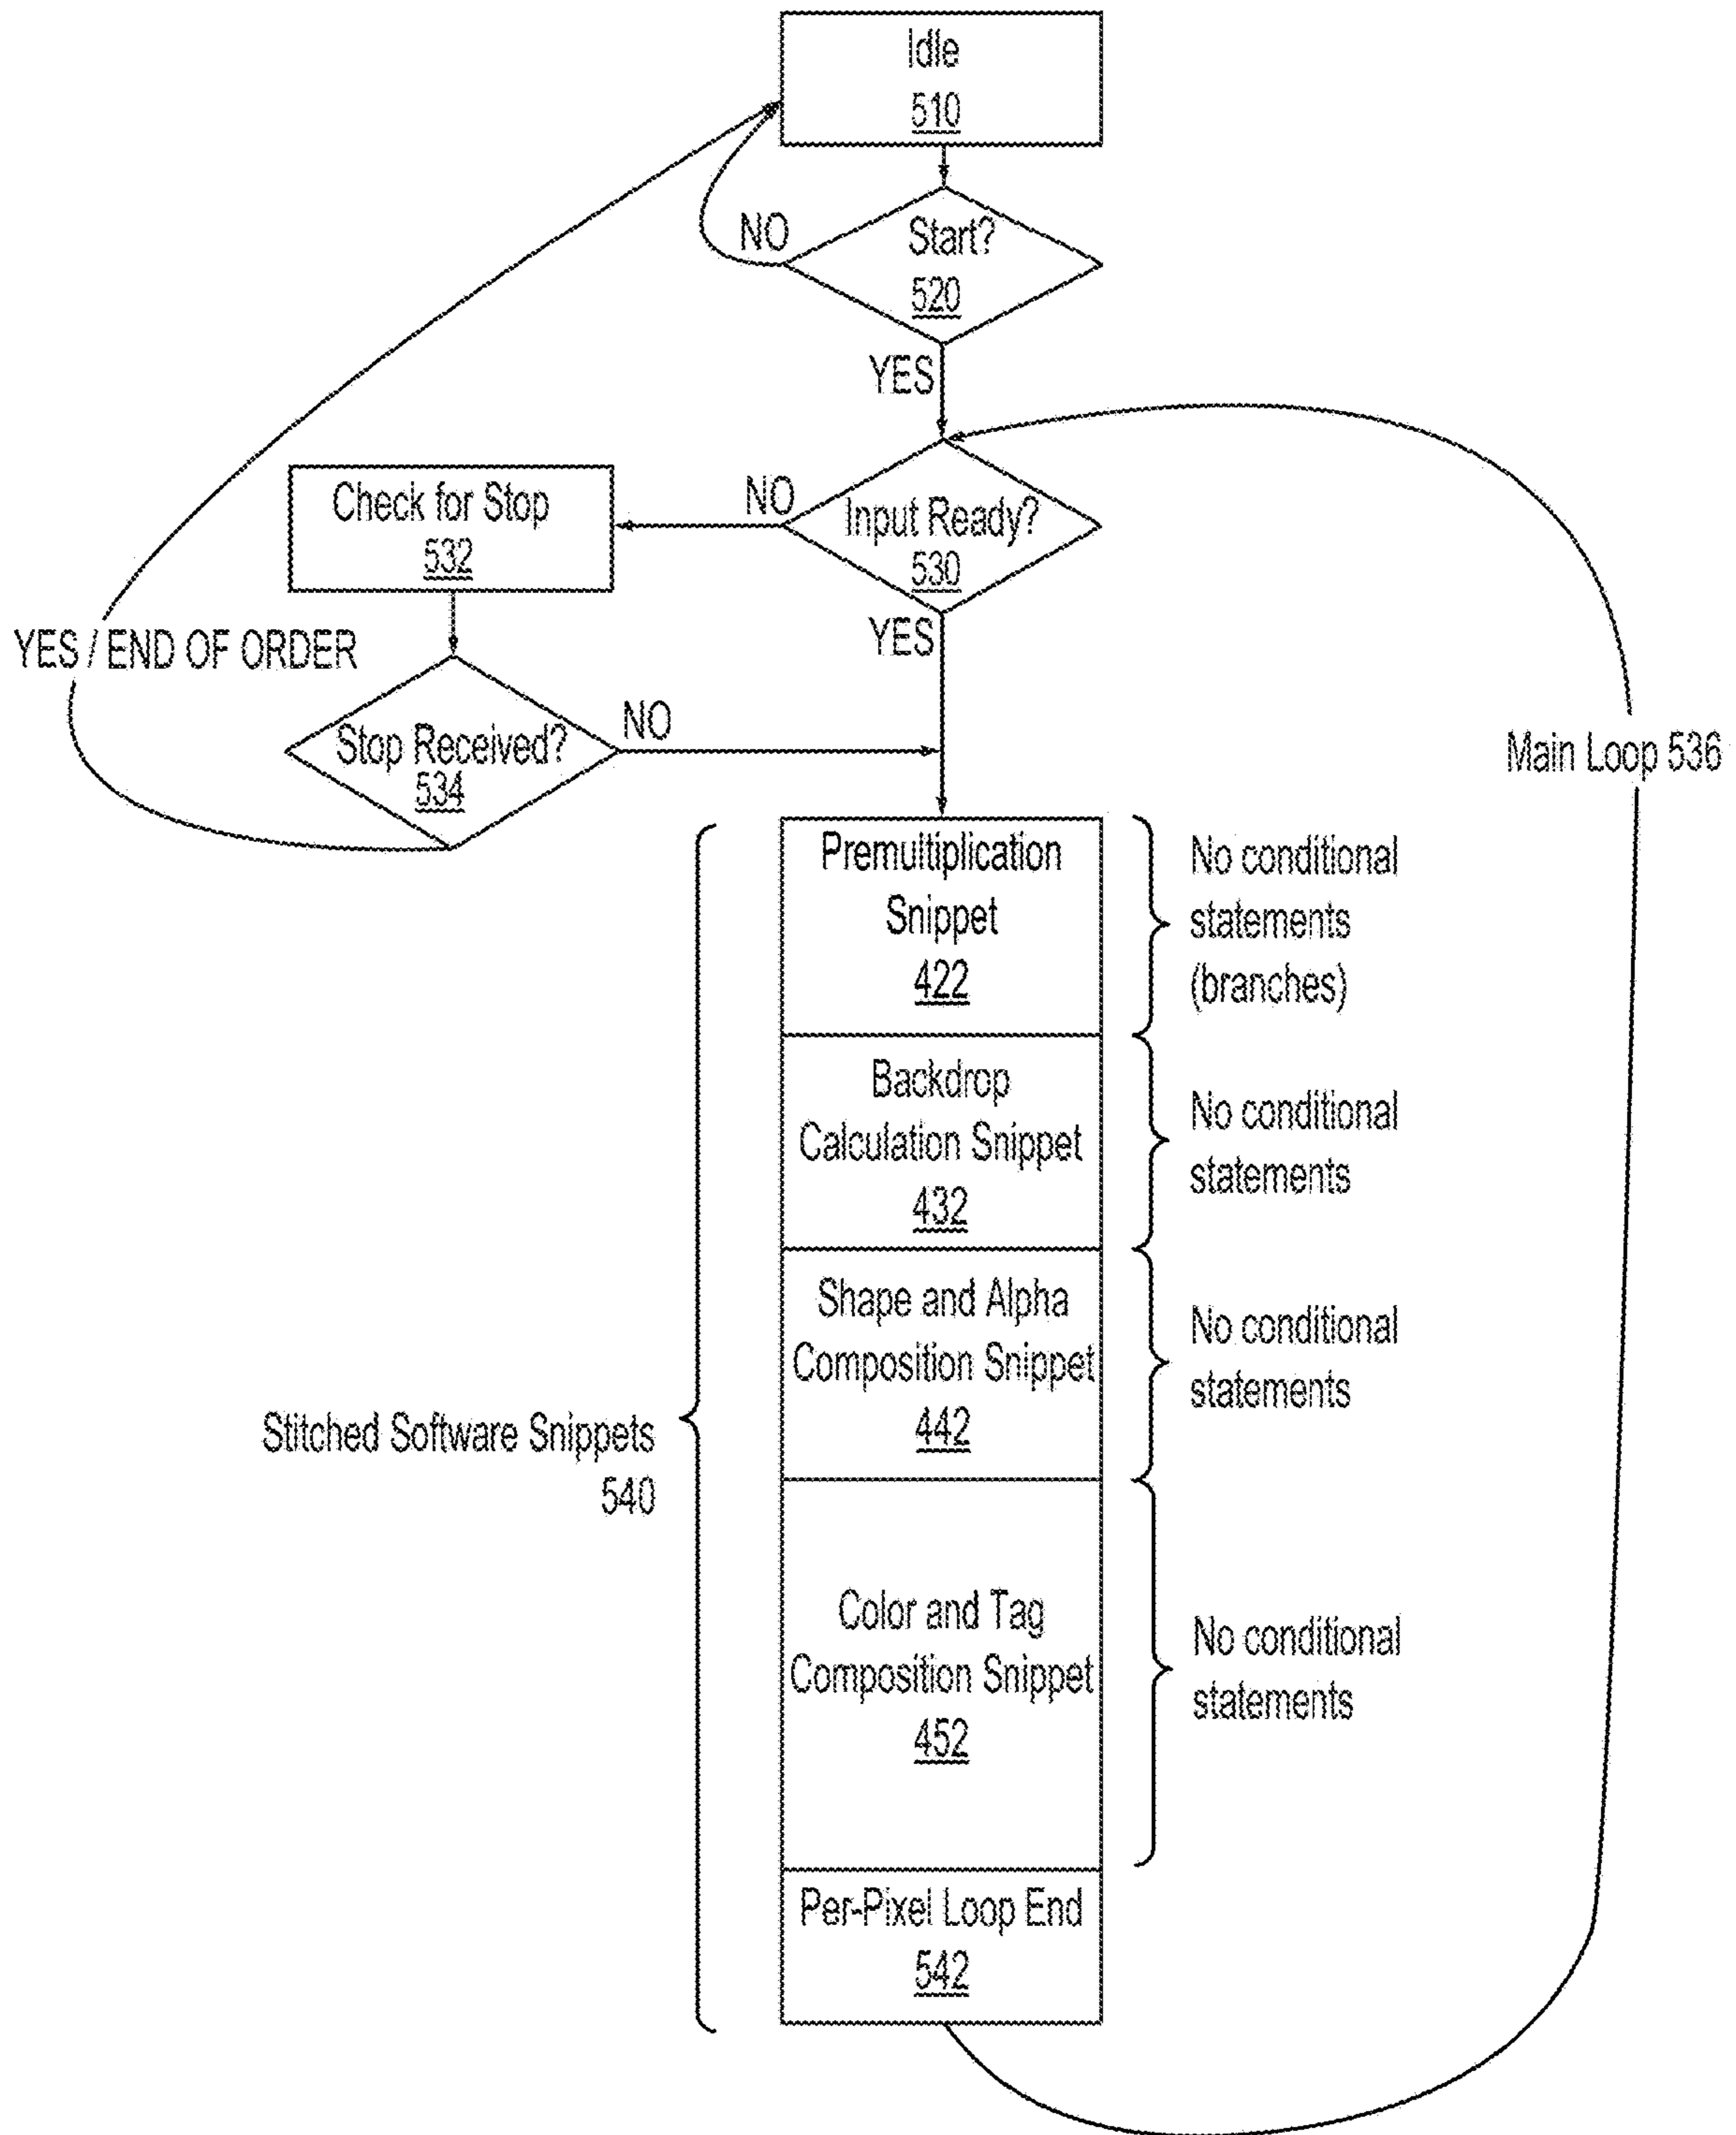 Idle
510
Start?
520
NO
YES
Input Ready?
530
NO
YES
Check for Stop
532
YES / END OF ORDER
Stop Received?
534
NO
Main Loop 536
Premultiplication
Snippet
422
No conditional
statements
(branches)
Backdrop
Calculation Snippet
432
No conditional
statements
Shape and Alpha
Composition Snippet
442
No conditional
statements
Stitched Software Snippets
540
Color and Tag
Composition Snippet
452
No conditional
statements
Per-Pixel Loop End
542